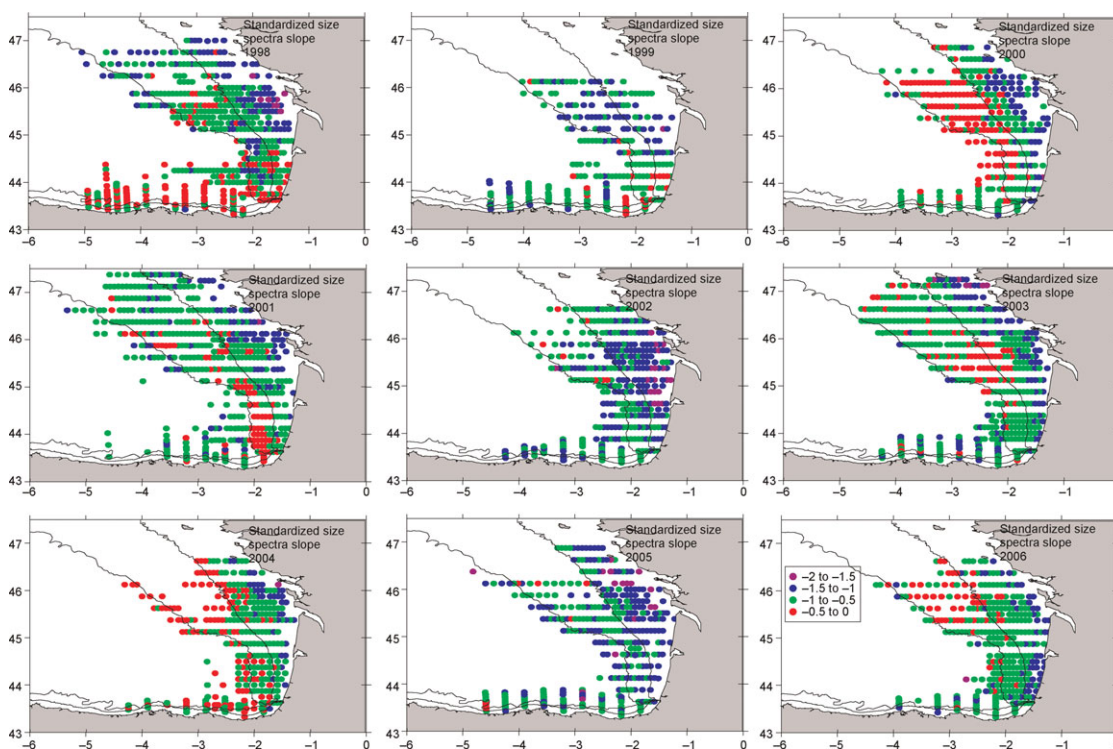 Standardized size
spectra slope
1998
47
46
45
44
43
−6 −5 −4 −3 −2 −1 0
Standardized size
spectra slope
1999
47
46
45
44
43
−6 −5 −4 −3 −2 −1 0
Standardized size
spectra slope
2000
47
46
45
44
43
−6 −5 −4 −3 −2 −1
Standardized size
spectra slope
2001
47
46
45
44
43
−6 −5 −4 −3 −2 −1 0
Standardized size
spectra slope
2002
47
46
45
44
43
−6 −5 −4 −3 −2 −1 0
Standardized size
spectra slope
2003
47
46
45
44
43
−6 −5 −4 −3 −2 −1
Standardized size
spectra slope
2004
47
46
45
44
43
−6 −5 −4 −3 −2 −1 0
Standardized size
spectra slope
2005
47
46
45
44
43
−6 −5 −4 −3 −2 −1 0
Standardized size
spectra slope
2006
−2 to −1.5
−1.5 to −1
−1 to −0.5
−0.5 to 0
47
46
45
44
43
−6 −5 −4 −3 −2 −1